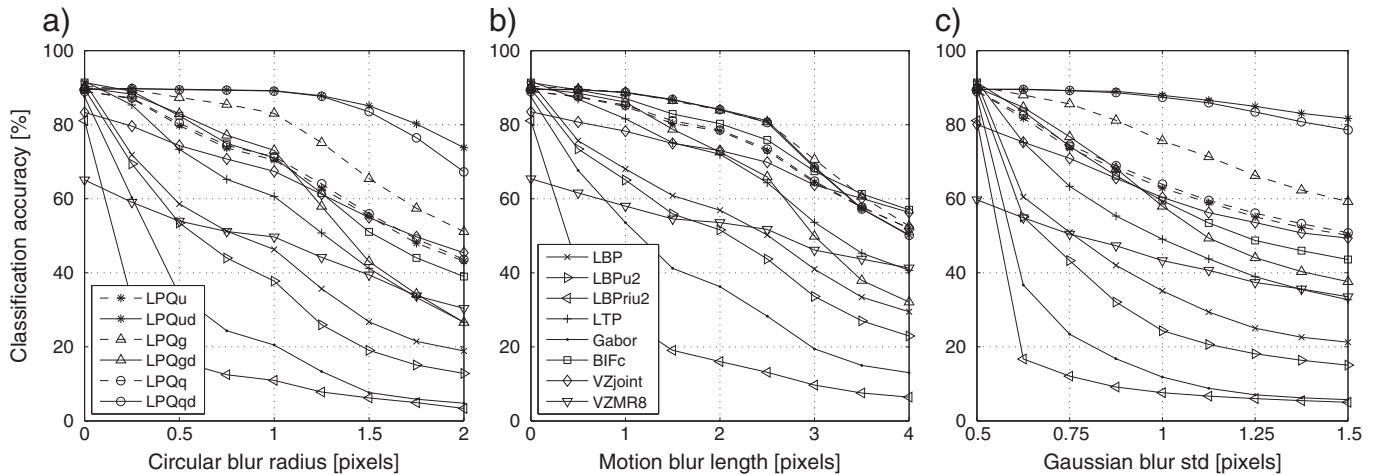 a)
100
80
60
40
20
0
Classification accuracy [%]
LPQu
LPQud
LPQg
LPQgd
LPQq
LPQqd
0
0.5
1
1.5
2
Circular blur radius [pixels]
b)
100
80
60
40
20
0
LBP
LBPu2
LBPriu2
LTP
Gabor
BIFc
VZjoint
VZMR8
0
1
2
3
4
Motion blur length [pixels]
c)
100
80
60
40
20
0
0.5
0.75
1
1.25
1.5
Gaussian blur std [pixels]